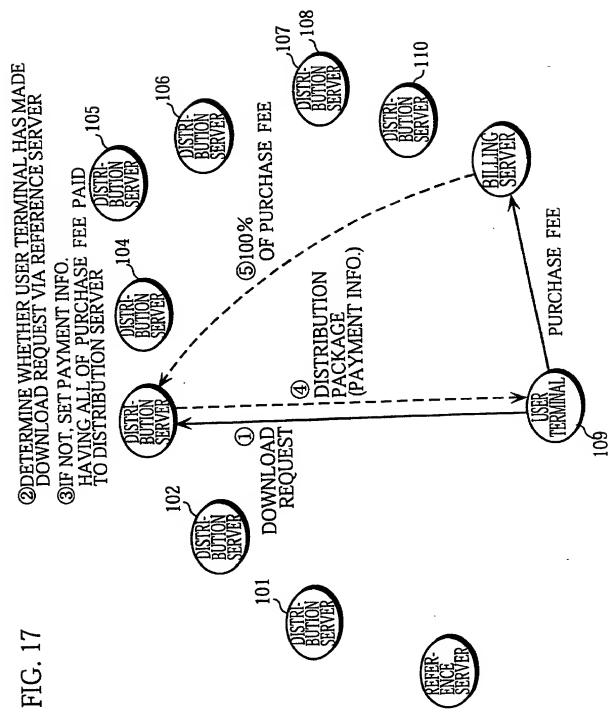 FIG. 17
②DETERMINE WHETHER USER TERMINAL HAS MADE
DOWNLOAD REQUEST VIA REFERENCE SERVER
③IF NOT, SET PAYMENT INFO.
HAVING ALL OF PURCHASE FEE PAID
TO DISTRIBUTION SERVER
REFER-
ENCE
SERVER
101
DISTRI-
BUTION
SERVER
102
DISTRI-
BUTION
SERVER
DISTRI-
BUTION
SERVER
104
DISTRI-
BUTION
SERVER
105
DISTRI-
BUTION
SERVER
106
DISTRI-
BUTION
SERVER
107
108
DISTRI-
BUTION
SERVER
110
DISTRI-
BUTION
SERVER
①
DOWNLOAD
REQUEST
④
DISTRIBUTION
PACKAGE
(PAYMENT INFO.)
⑤100%
OF PURCHASE FEE
USER
TERMINAL
109
PURCHASE FEE
BILLING
SERVER